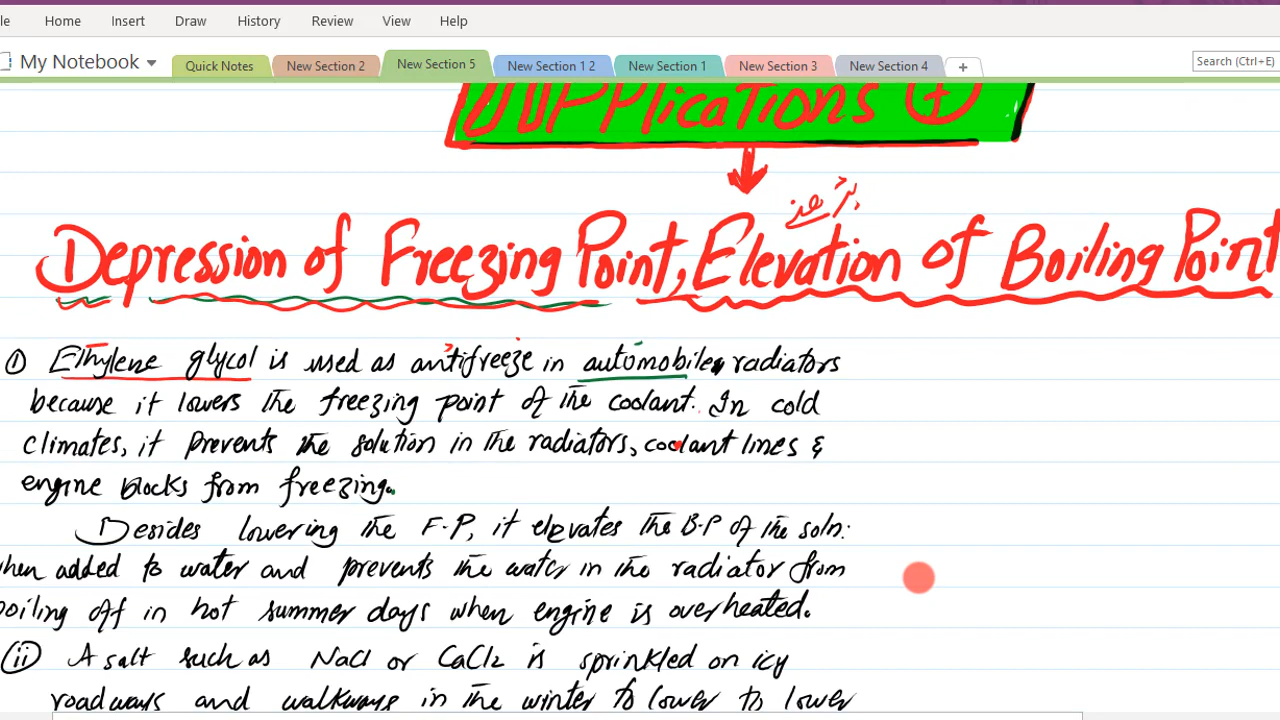 le Home Insert Draw History Review View Help
My Notebook Quick Notes New Section 2 New Section 5 New Section 1 2 New Section 1 New Section 3 New Section 4 + Search (Ctrl+E)
Applications
Depression of Freezing Point, Elevation of Boiling Point
① Ethylene glycol is used as antifreeze in automobile radiators
because it lowers the freezing point of the coolant. In cold
climates, it prevents the solution in the radiators, coolant lines &
engine blocks from freezing.
Besides lowering the F.P, it elevates the B.P of the soln.
when added to water and prevents the water in the radiator from
boiling off in hot summer days when engine is overheated.
(ii) A salt such as NaCl or CaCl2 is sprinkled on icy
roadways and walkways in the winter to lower to lower